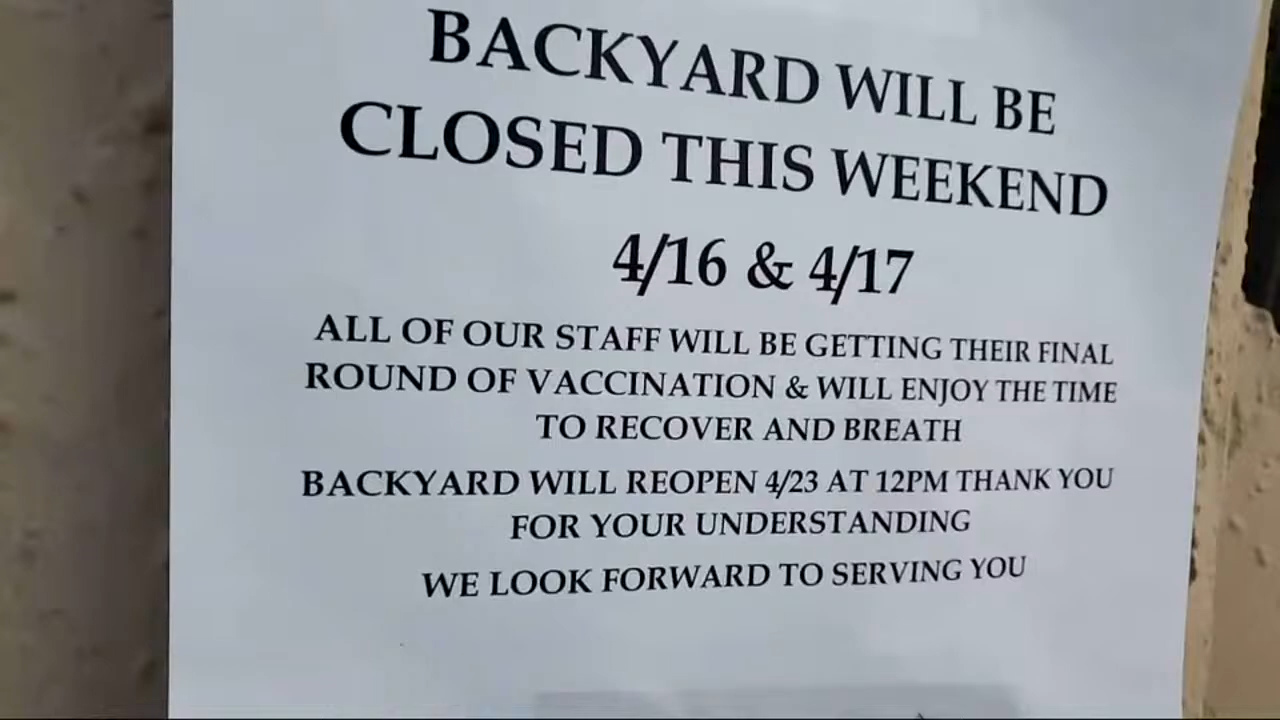 BACKYARD WILL BE
CLOSED THIS WEEKEND
4/16 & 4/17
ALL OF OUR STAFF WILL BE GETTING THEIR FINAL
ROUND OF VACCINATION & WILL ENJOY THE TIME
TO RECOVER AND BREATH
BACKYARD WILL REOPEN 4/23 AT 12PM THANK YOU
FOR YOUR UNDERSTANDING
WE LOOK FORWARD TO SERVING YOU